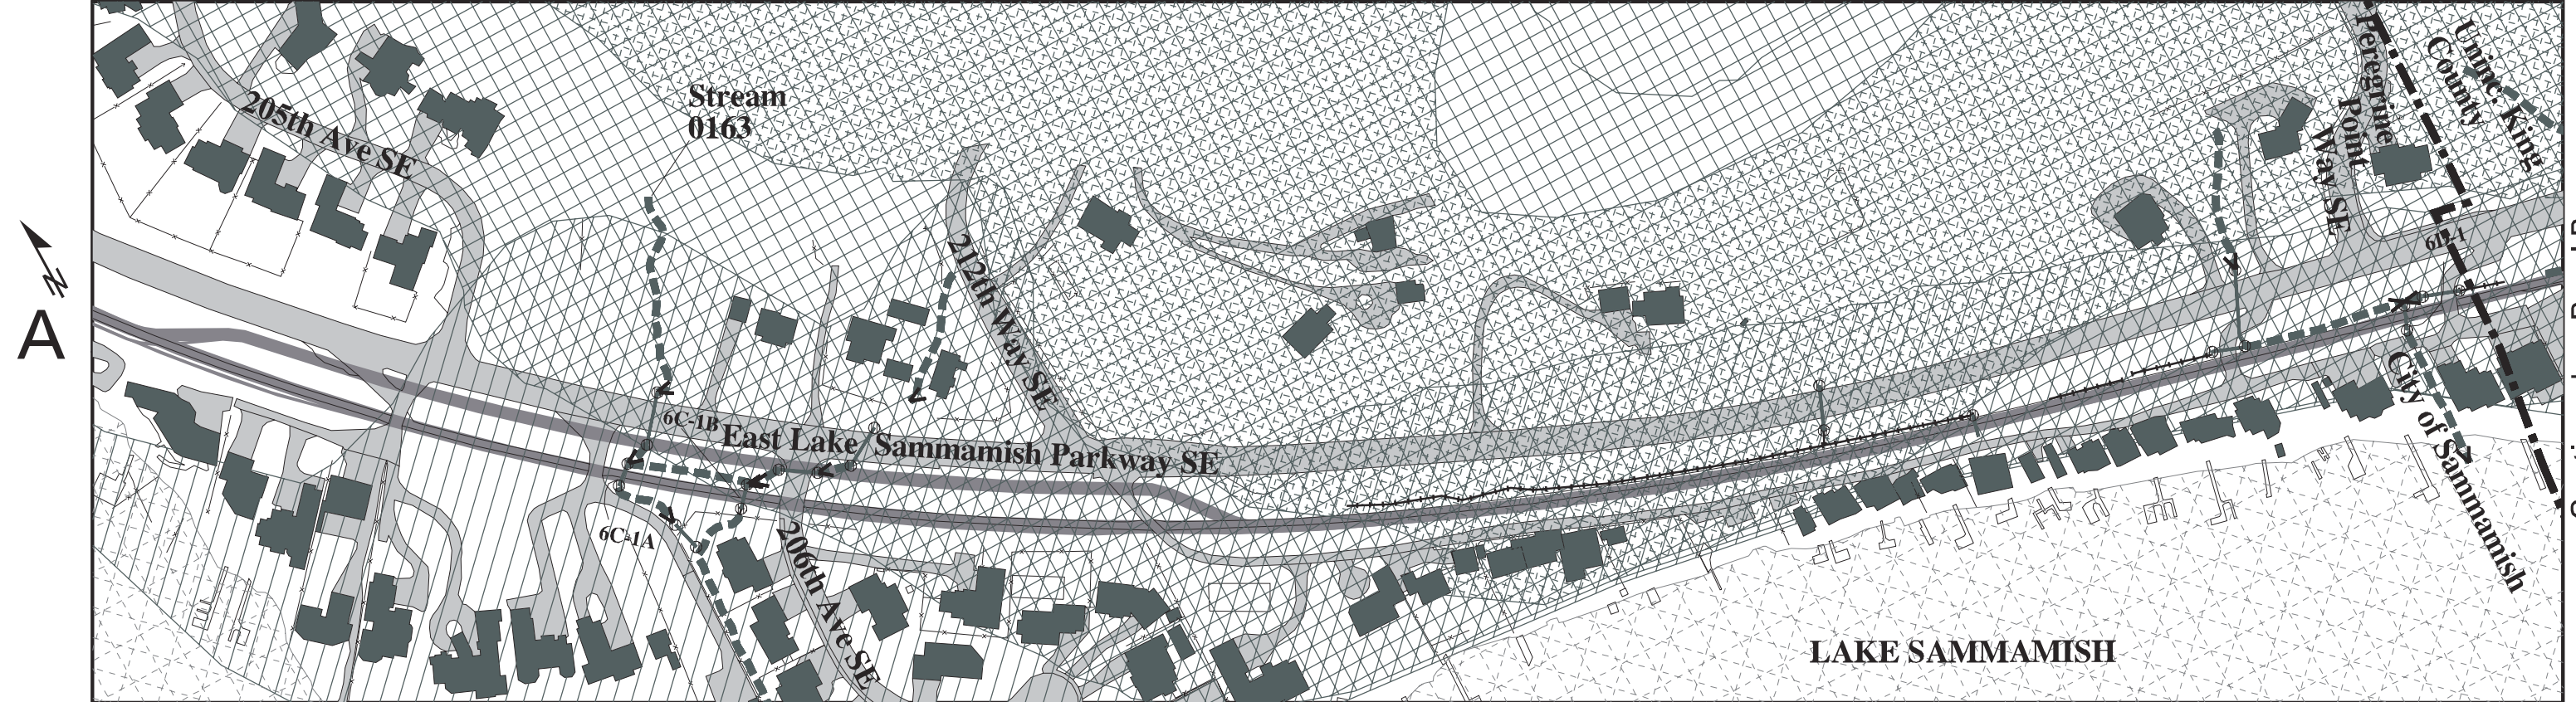 Stream
0163
205th Ave SE
Peregrine
Point
Way SE
Uninc. King
County
N
A
212th Way SE
6C-1B
East Lake Sammamish Parkway SE
6C-1A
206th Ave SE
City of Sammamish
LAKE SAMMAMISH